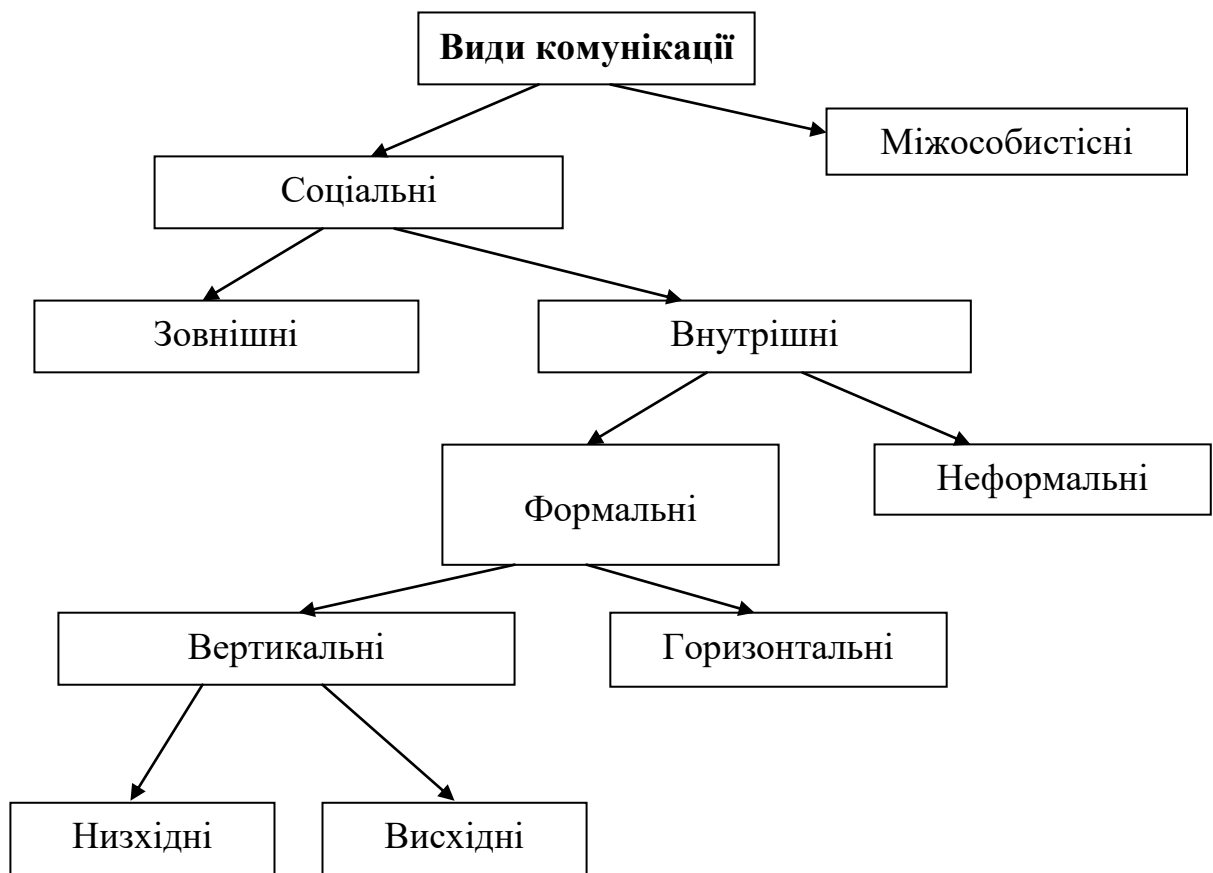 Види комунікації
Міжособистісні
Соціальні
Зовнішні
Внутрішні
Формальні
Неформальні
Вертикальні
Горизонтальні
Низхідні
Висхідні